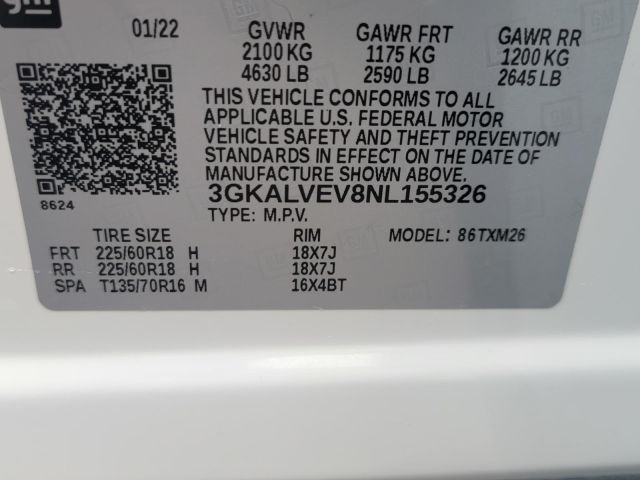 gm
01/22 GVWR GAWR FRT GAWR RR
2100 KG 1175 KG 1200 KG
4630 LB 2590 LB 2645 LB
THIS VEHICLE CONFORMS TO ALL
APPLICABLE U.S. FEDERAL MOTOR
VEHICLE SAFETY AND THEFT PREVENTION
STANDARDS IN EFFECT ON THE DATE OF
MANUFACTURE SHOWN ABOVE.
8624 3GKALVEV8NL155326
TYPE: M.P.V.
TIRE SIZE RIM MODEL: 86TXM26
FRT 225/60R18 H 18X7J
RR 225/60R18 H 18X7J
SPA T135/70R16 M 16X4BT